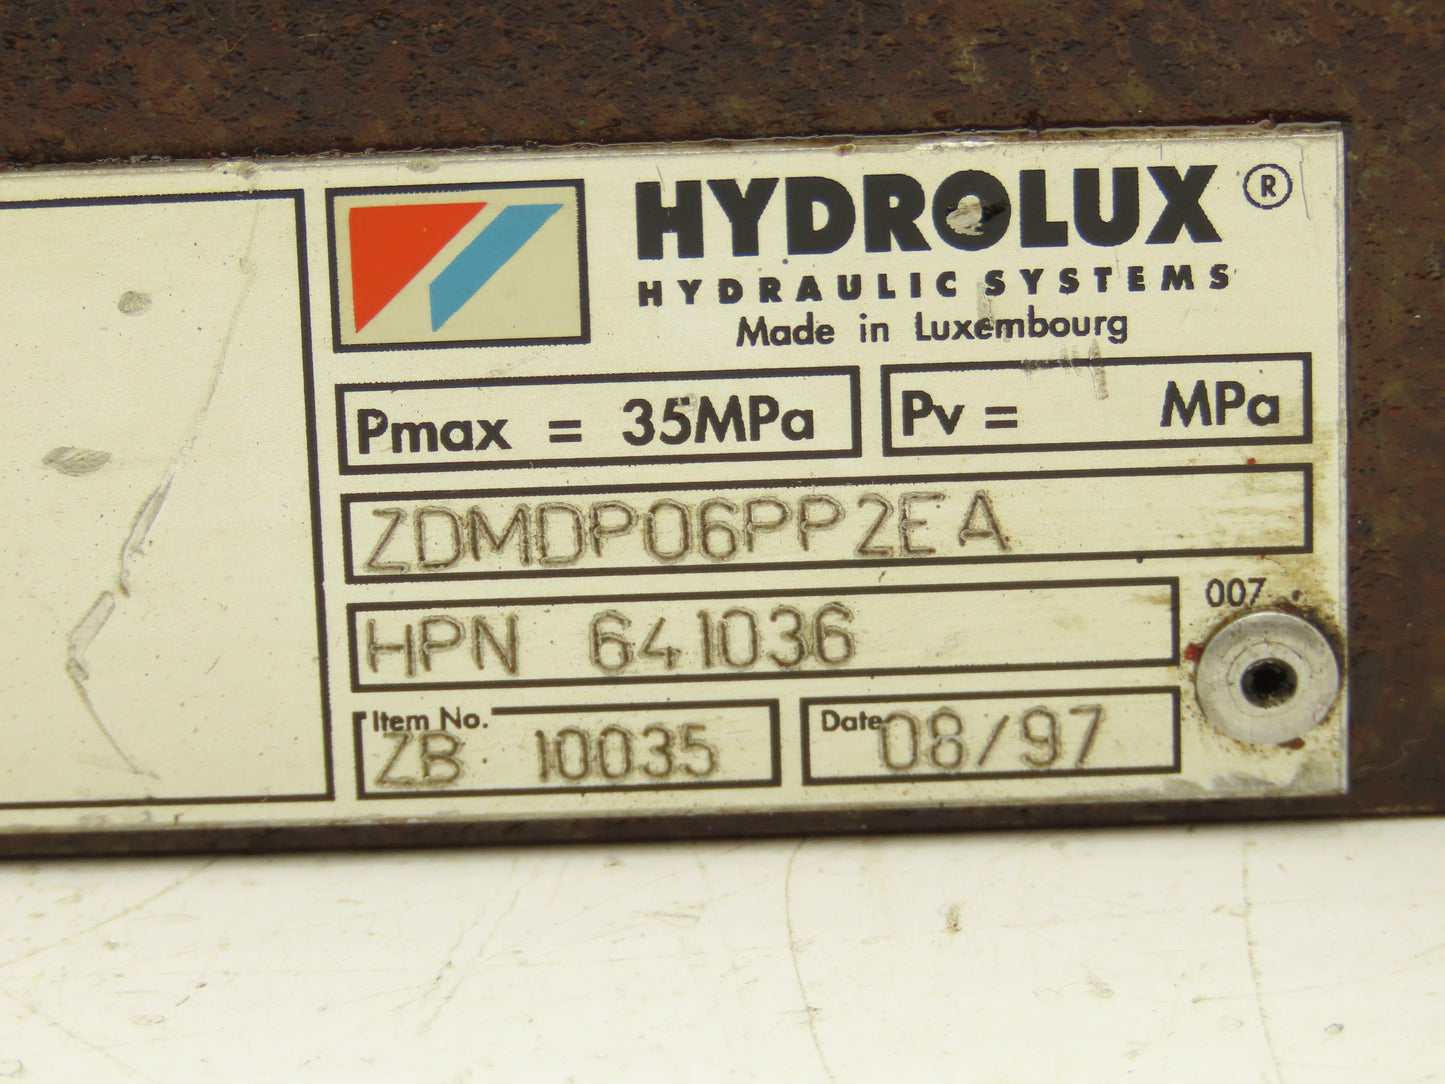 HYDROLUX ®
HYDRAULIC SYSTEMS
Made in Luxembourg
Pmax = 35MPa
Pv = MPa
ZDMDP06PP2EA
HPN 641036
007
Item No.
ZB 10035
Date 08/97